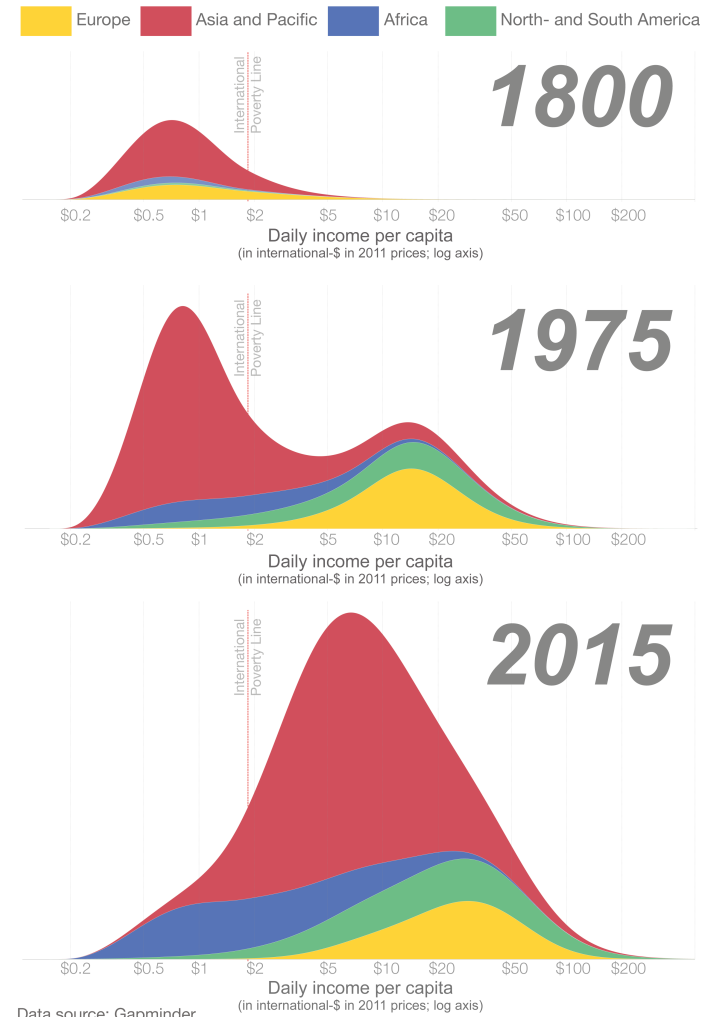 Europe Asia and Pacific Africa North- and South America
International
Poverty Line
1800
$0.2 $0.5 $1 $2 $5 $10 $20 $50 $100 $200
Daily income per capita
(in international-$ in 2011 prices; log axis)
International
Poverty Line
1975
$0.2 $0.5 $1 $2 $5 $10 $20 $50 $100 $200
Daily income per capita
(in international-$ in 2011 prices; log axis)
International
Poverty Line
2015
$0.2 $0.5 $1 $2 $5 $10 $20 $50 $100 $200
Daily income per capita
(in international-$ in 2011 prices; log axis)
Data source: Gapminder